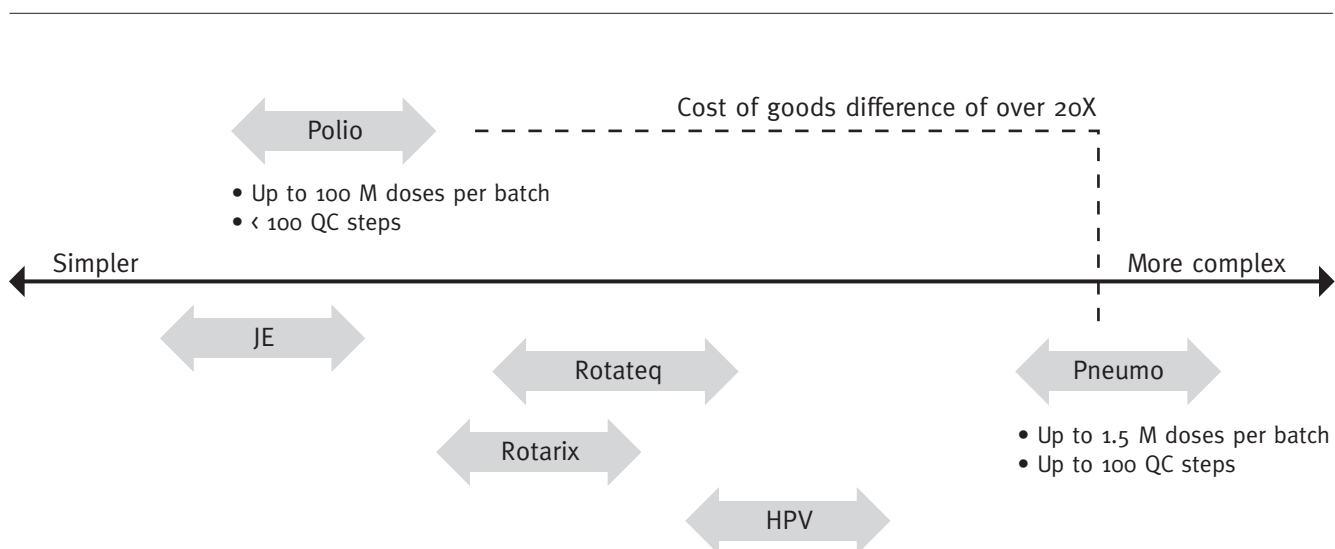 Cost of goods difference of over 20X
Polio
• Up to 100 M doses per batch
• < 100 QC steps
Simpler
More complex
JE
Rotateq
Pneumo
Rotarix
• Up to 1.5 M doses per batch
• Up to 100 QC steps
HPV